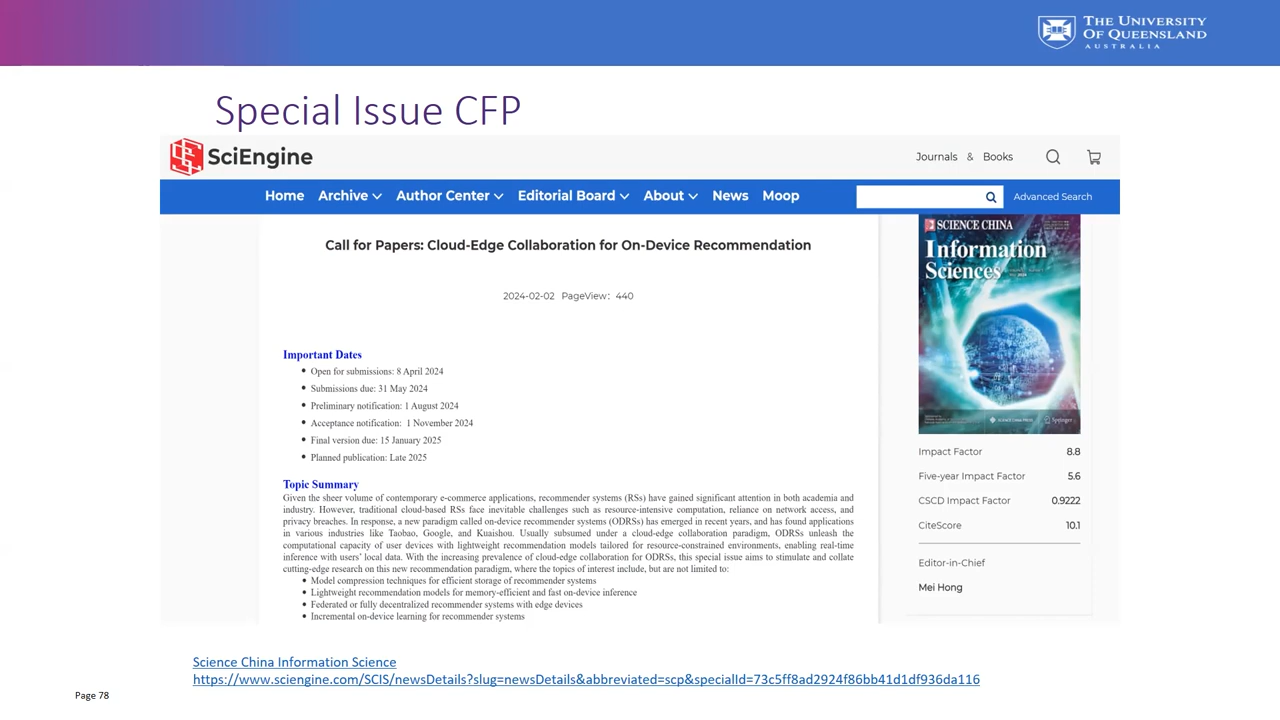 THE UNIVERSITY
OF QUEENSLAND
AUSTRALIA
Special Issue CFP
SciEngine
Journals & Books
Home Archive Author Center Editorial Board About News Moop
Advanced Search
Call for Papers: Cloud-Edge Collaboration for On-Device Recommendation
2024-02-02 PageView: 440
Important Dates
• Open for submissions: 8 April 2024
• Submissions due: 31 May 2024
• Preliminary notification: 1 August 2024
• Acceptance notification: 1 November 2024
• Final version due: 15 January 2025
• Planned publication: Late 2025
Topic Summary
Given the sheer volume of contemporary e-commerce applications, recommender systems (RSs) have gained significant attention in both academia and
industry. However, traditional cloud-based RSs face inevitable challenges such as resource-intensive computation, reliance on network access, and
privacy breaches. In response, a new paradigm called on-device recommender systems (ODRSs) has emerged in recent years, and has found applications
in various industries like Taobao, Google, and Kuaishou. Usually subsumed under a cloud-edge collaboration paradigm, ODRSs unleash the
computational capacity of user devices with lightweight recommendation models tailored for resource-constrained environments, enabling real-time
inference with users' local data. With the increasing prevalence of cloud-edge collaboration for ODRSs, this special issue aims to stimulate and collate
cutting-edge research on this new recommendation paradigm, where the topics of interest include, but are not limited to:
• Model compression techniques for efficient storage of recommender systems
• Lightweight recommendation models for memory-efficient and fast on-device inference
• Federated or fully decentralized recommender systems with edge devices
• Incremental on-device learning for recommender systems
SCIENCE CHINA
Information
Sciences
Springer
Impact Factor 8.8
Five-year Impact Factor 5.6
CSCD Impact Factor 0.9222
CiteScore 10.1
Editor-in-Chief
Mei Hong
Science China Information Science
https://www.sciengine.com/SCIS/newsDetails?slug=newsDetails&abbreviated=scp&specialId=73c5ff8ad2924f86bb41d1df936da116
Page 78